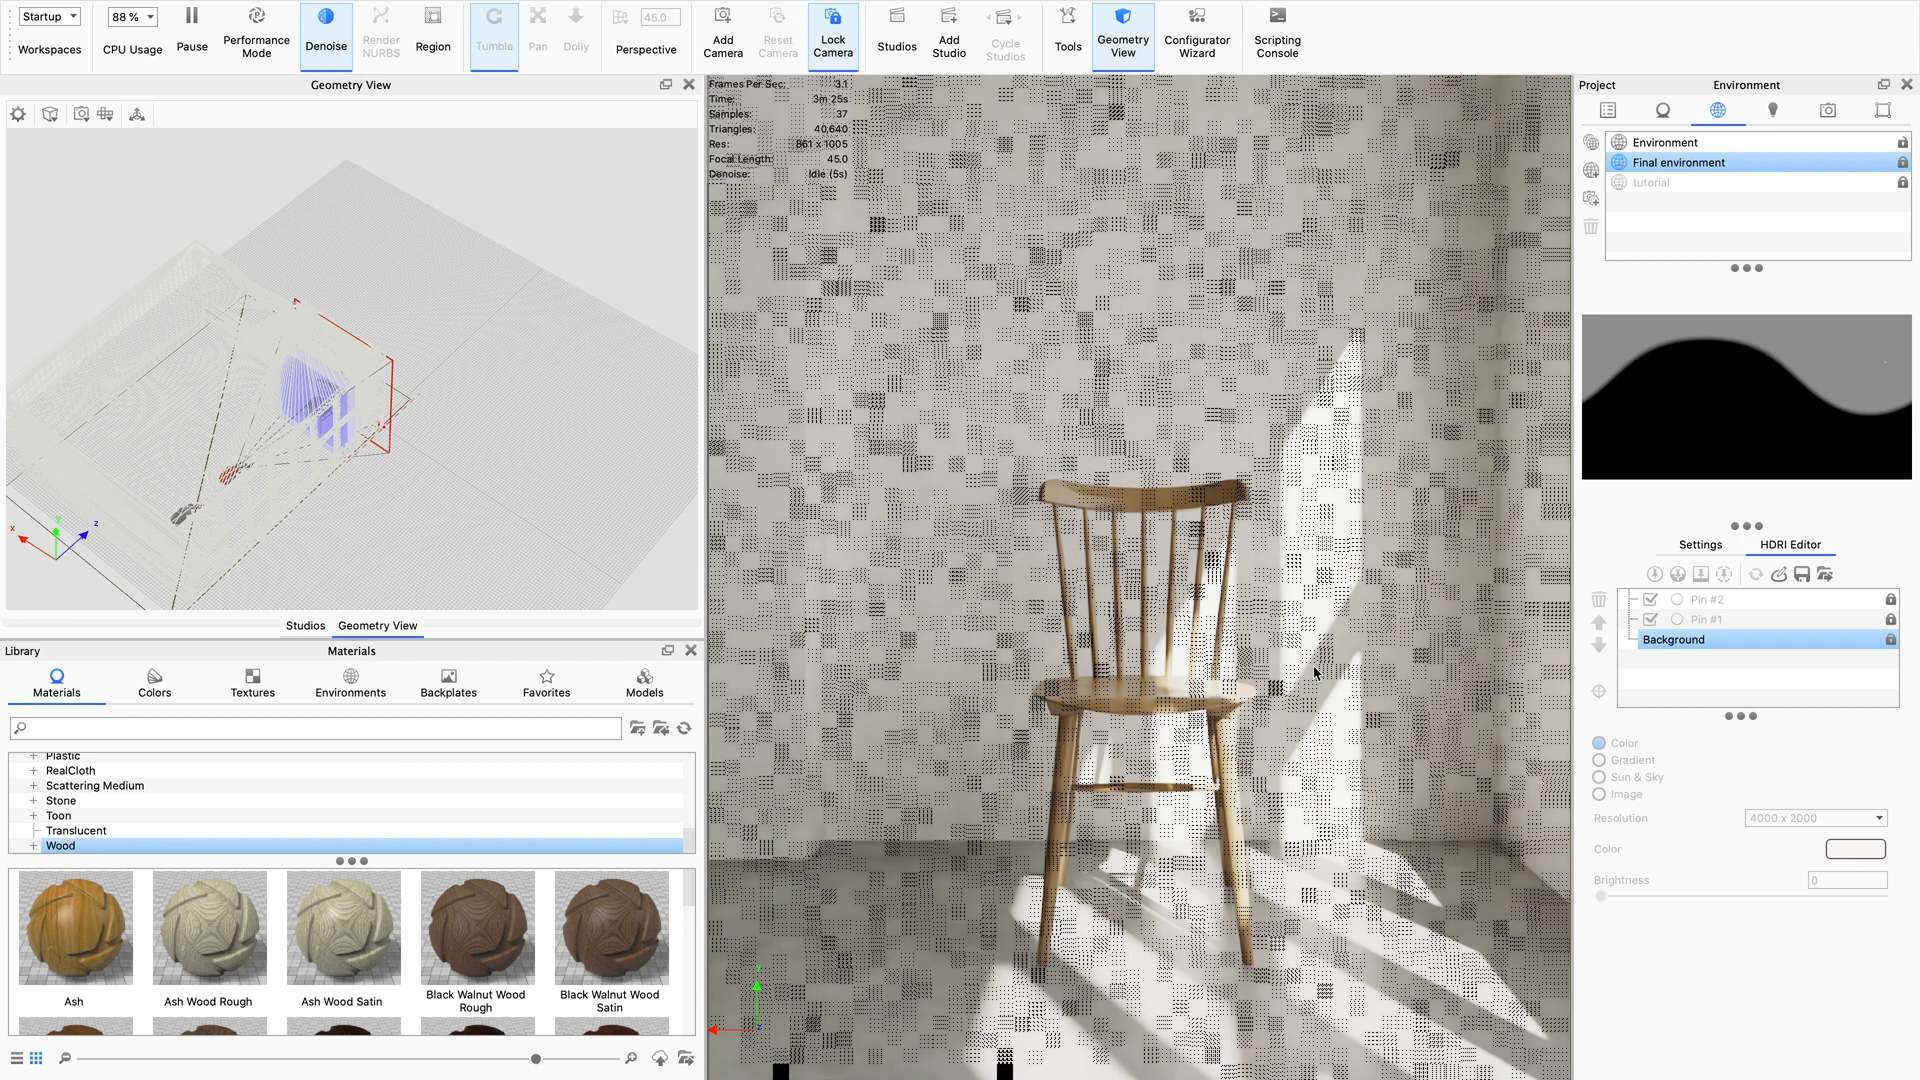 Startup
Workspaces
88 %
CPU Usage
Pause
Performance
Mode
Denoise
Render
NURBS
Region
Tumble
Pan
Dolly
45.0
Perspective
Add
Camera
Reset
Camera
Lock
Camera
Studios
Add
Studio
Cycle
Studios
Tools
Geometry
View
Configurator
Wizard
Scripting
Console
Geometry View
x
y
z
Studios
Geometry View
Library
Materials
Materials
Colors
Textures
Environments
Backplates
Favorites
Models
Plastic
RealCloth
Scattering Medium
Stone
Toon
Translucent
Wood
Ash
Ash Wood Rough
Ash Wood Satin
Black Walnut Wood
Rough
Black Walnut Wood
Satin
Frames Per Sec: 3.1
Time: 3m 25s
Samples: 37
Triangles: 40,640
Res: 861 x 1005
Focal Length: 45.0
Denoise: Idle (5s)
Project
Environment
Environment
Final environment
tutorial
Settings
HDRI Editor
Pin #2
Pin #1
Background
Color
Gradient
Sun & Sky
Image
Resolution
4000 x 2000
Color
Brightness
0